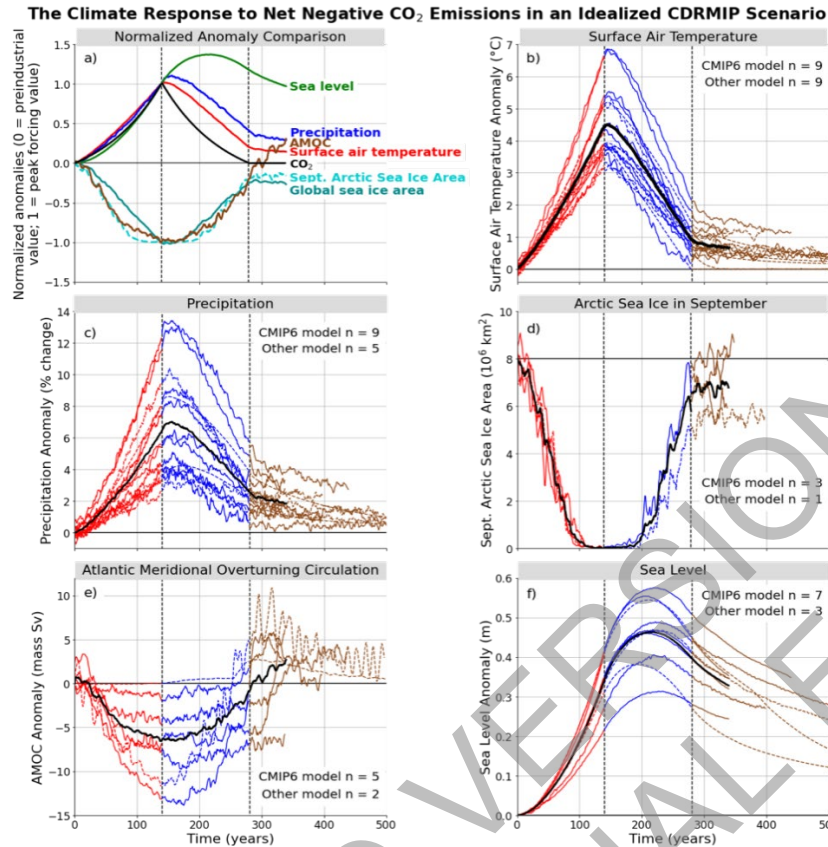 The Climate Response to Net Negative CO₂ Emissions in an Idealized CDRMIP Scenario
Normalized Anomaly Comparison
Normalized anomalies (0 = preindustrial
value; 1 = peak forcing value)
1.5
1.0
0.5
0.0
−0.5
−1.0
−1.5
a)
Sea level
Precipitation
AMOC
Surface air temperature
CO₂
Sept. Arctic Sea Ice Area
Global sea ice area
0
100
200
300
400
500
Surface Air Temperature
Surface Air Temperature Anomaly (°C)
7
6
5
4
3
2
1
0
b)
CMIP6 model n = 9
Other model n = 9
Precipitation
Precipitation Anomaly (% change)
14
12
10
8
6
4
2
0
c)
CMIP6 model n = 9
Other model n = 5
Arctic Sea Ice in September
Sept. Arctic Sea Ice Area (10⁶ km²)
10
8
6
4
2
0
d)
CMIP6 model n = 3
Other model n = 1
Atlantic Meridional Overturning Circulation
AMOC Anomaly (mass Sv)
10
5
0
−5
−10
−15
e)
CMIP6 model n = 5
Other model n = 2
0 100 200 300 400 500
Time (years)
Sea Level
Sea Level Anomaly (m)
0.6
0.5
0.4
0.3
0.2
0.1
0.0
f)
CMIP6 model n = 7
Other model n = 3
0 100 200 300 400 500
Time (years)
VERSION